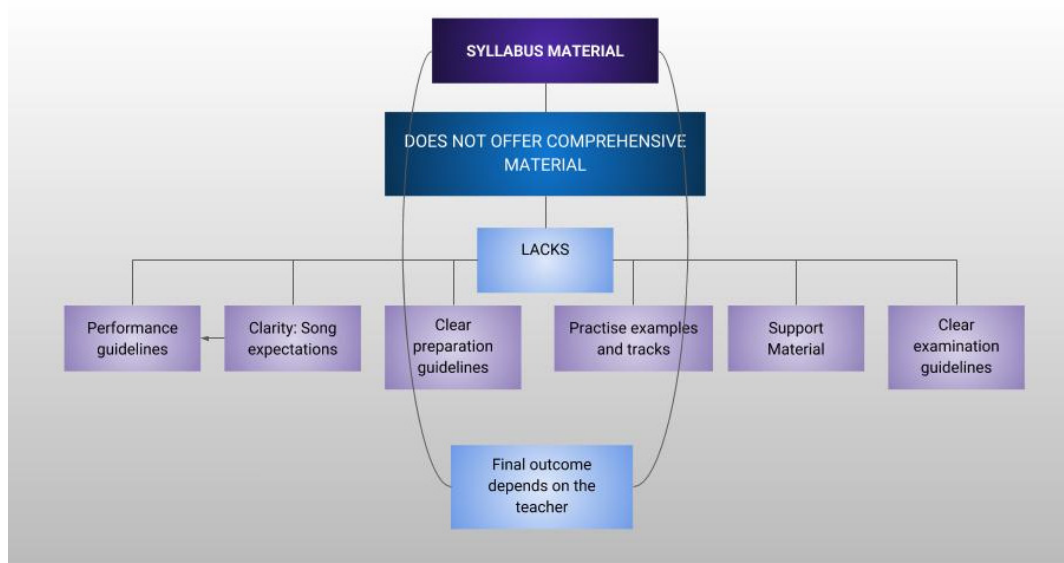 SYLLABUS MATERIAL
DOES NOT OFFER COMPREHENSIVE
MATERIAL
LACKS
Performance
guidelines
Clarity: Song
expectations
Clear
preparation
guidelines
Practise examples
and tracks
Support
Material
Clear
examination
guidelines
Final outcome
depends on the
teacher